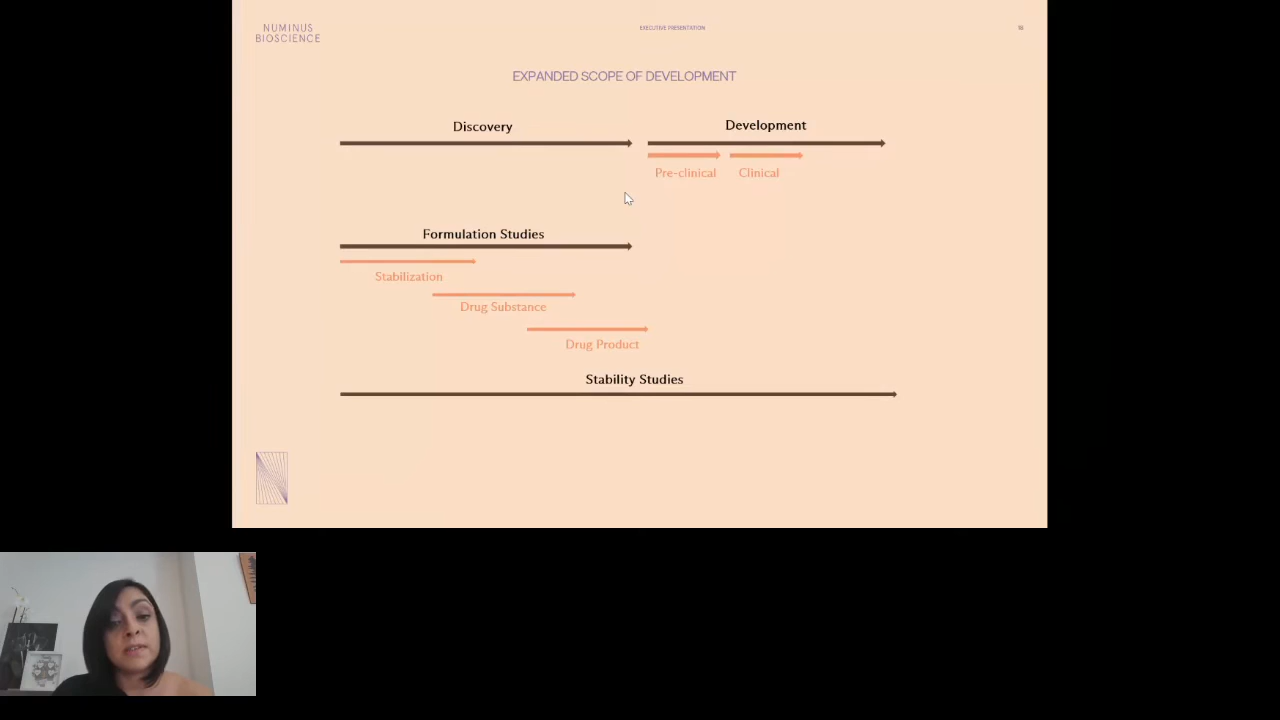 NUMINUS
BIOSCIENCE
EXECUTIVE PRESENTATION
EXPANDED SCOPE OF DEVELOPMENT
Discovery
Development
Pre-clinical
Clinical
Formulation Studies
Stabilization
Drug Substance
Drug Product
Stability Studies